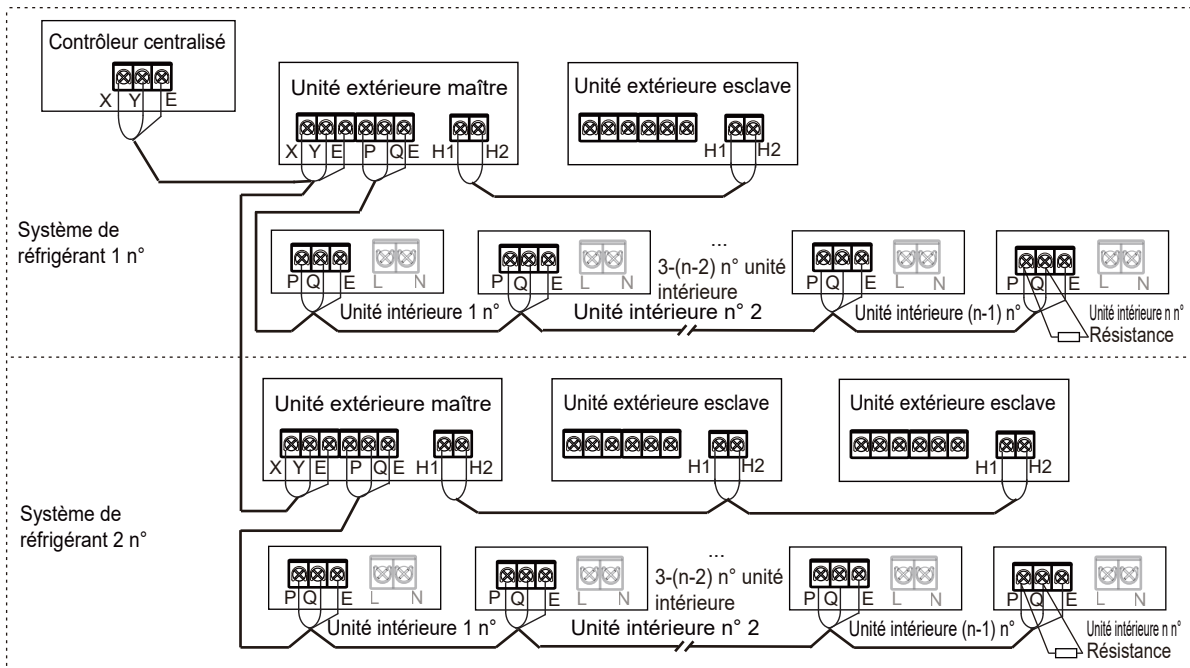 Contrôleur centralisé
X Y E
Unité extérieure maître
X Y E P Q E H1 H2
Unité extérieure esclave
H1 H2
Système de
réfrigérant 1 n°
P Q E L N
Unité intérieure 1 n°
P Q E L N
Unité intérieure n° 2
...
3-(n-2) n° unité
intérieure
P Q E L N
Unité intérieure (n-1) n°
P Q E L N
Unité intérieure n n°
Résistance
Unité extérieure maître
X Y E P Q E H1 H2
Unité extérieure esclave
H1 H2
Unité extérieure esclave
H1 H2
Système de
réfrigérant 2 n°
P Q E L N
Unité intérieure 1 n°
P Q E L N
Unité intérieure n° 2
...
3-(n-2) n° unité
intérieure
P Q E L N
Unité intérieure (n-1) n°
P Q E L N
Unité intérieure n n°
Résistance